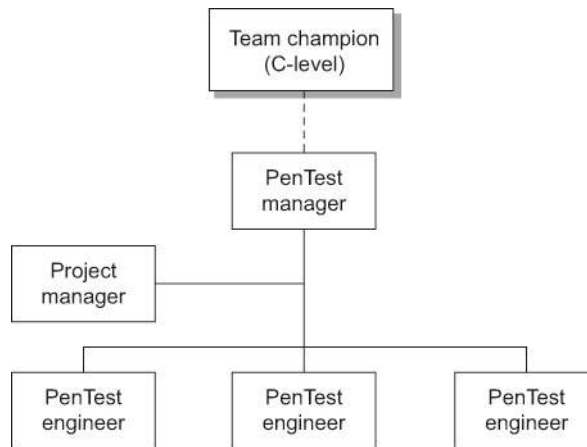 Team champion
(C-level)
PenTest
manager
Project
manager
PenTest
engineer
PenTest
engineer
PenTest
engineer